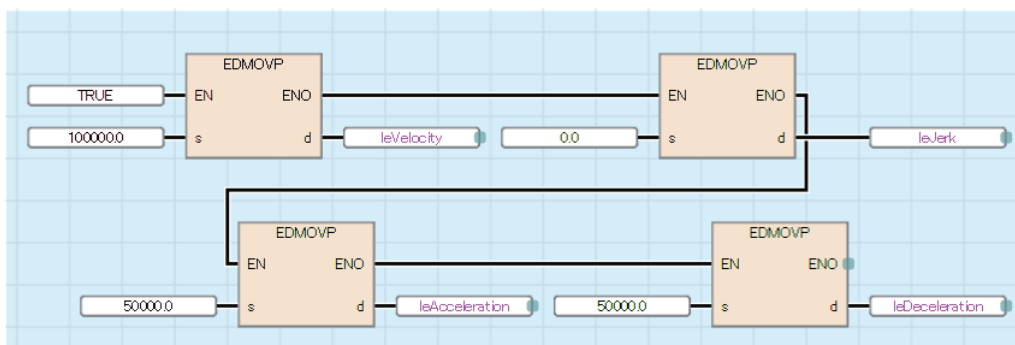 EDMOVP EDMOVP
TRUE EN ENO EN ENO
100000.0 s d leVelocity 0.0 s d leJerk
EDMOVP EDMOVP
EN ENO EN ENO
50000.0 s d leAcceleration 50000.0 s d leDeceleration